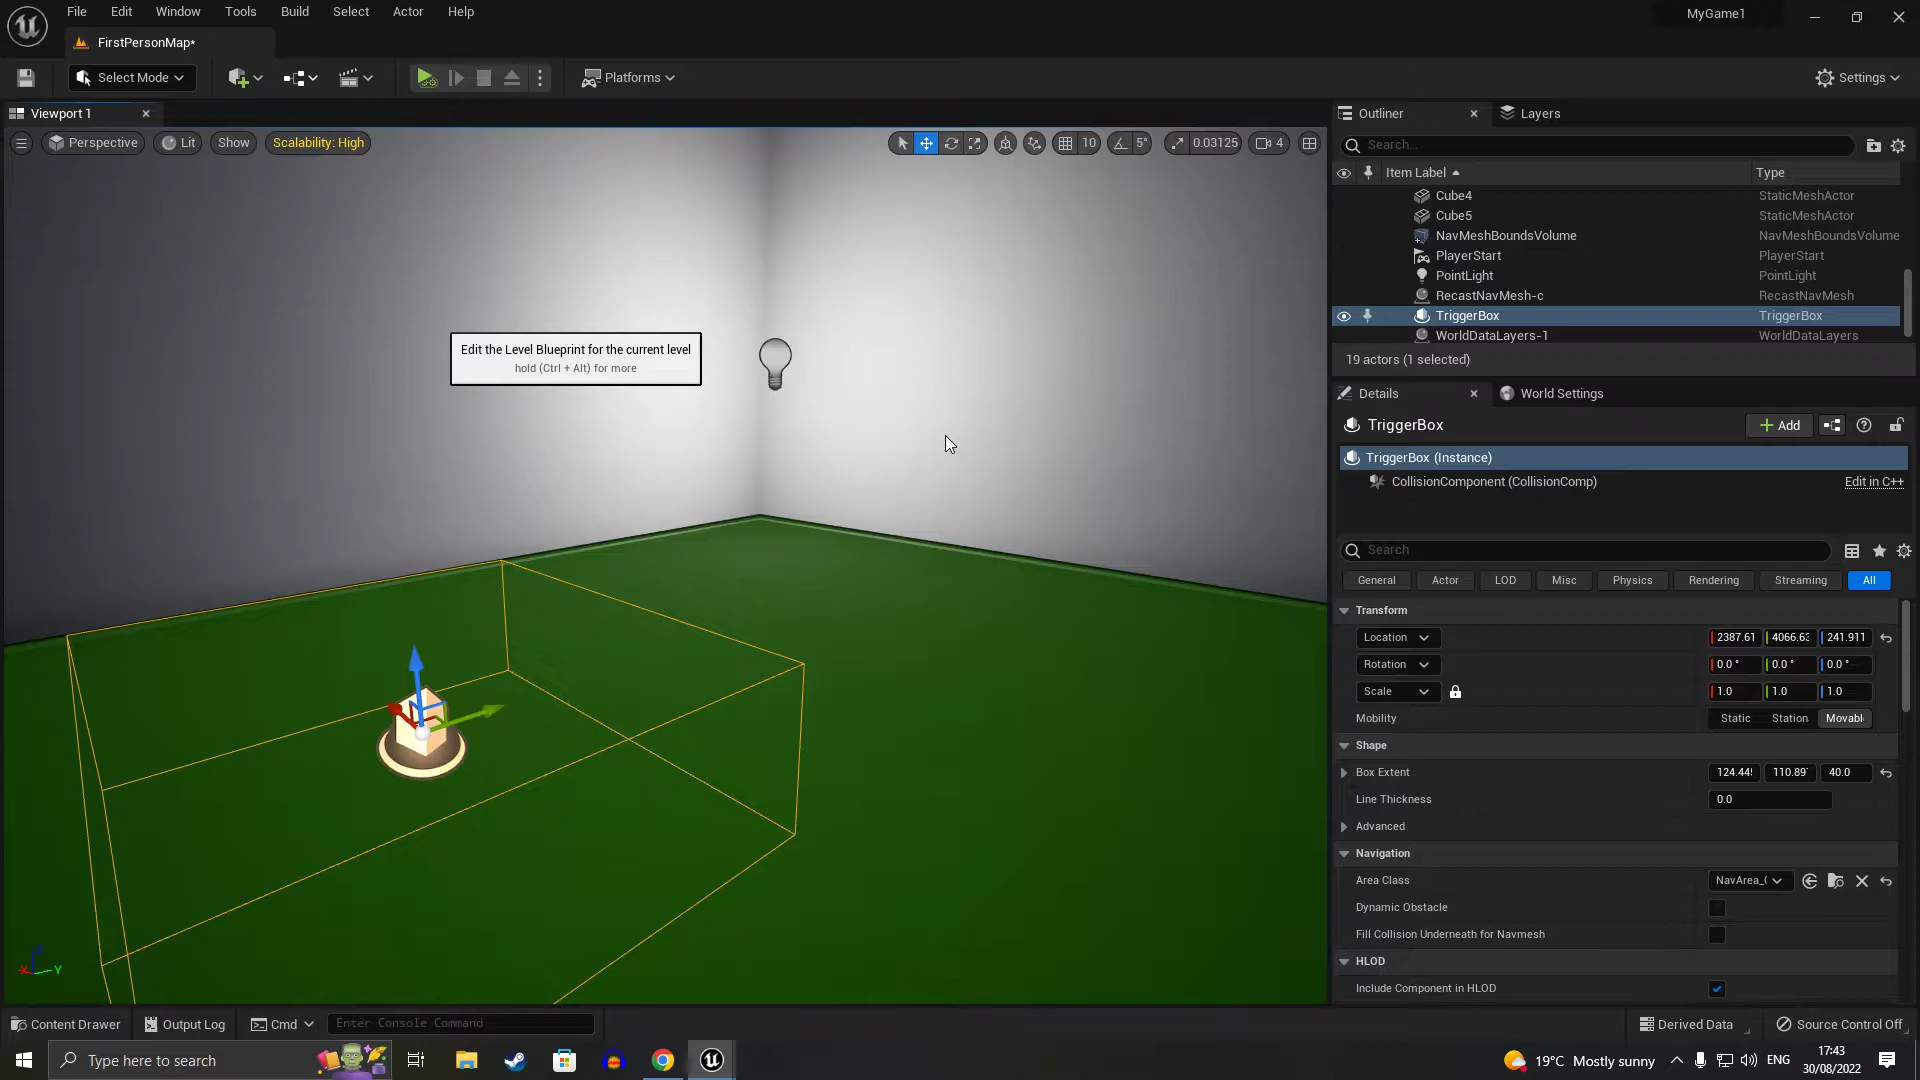 File Edit Window Tools Build Select Actor Help
MyGame1
FirstPersonMap*
Select Mode
Platforms
Settings
Viewport 1
Perspective Lit Show Scalability: High
10 5° 0.03125 4
Edit the Level Blueprint for the current level
hold (Ctrl + Alt) for more
X Y
Outliner Layers
Search...
Item Label Type
Cube4 StaticMeshActor
Cube5 StaticMeshActor
NavMeshBoundsVolume NavMeshBoundsVolume
PlayerStart PlayerStart
PointLight PointLight
RecastNavMesh-c RecastNavMesh
TriggerBox TriggerBox
WorldDataLayers-1 WorldDataLayers
19 actors (1 selected)
Details World Settings
TriggerBox Add
TriggerBox (Instance)
CollisionComponent (CollisionComp) Edit in C++
Search
General Actor LOD Misc Physics Rendering Streaming All
Transform
Location 2387.61 4066.63 241.911
Rotation 0.0 ° 0.0 ° 0.0 °
Scale 1.0 1.0 1.0
Mobility Static Station Movabl
Shape
Box Extent 124.44 110.89 40.0
Line Thickness 0.0
Advanced
Navigation
Area Class NavArea_
Dynamic Obstacle
Fill Collision Underneath for Navmesh
HLOD
Include Component in HLOD
Content Drawer Output Log Cmd Enter Console Command
Derived Data Source Control Off
Type here to search
19°C Mostly sunny ENG
17:43
30/08/2022